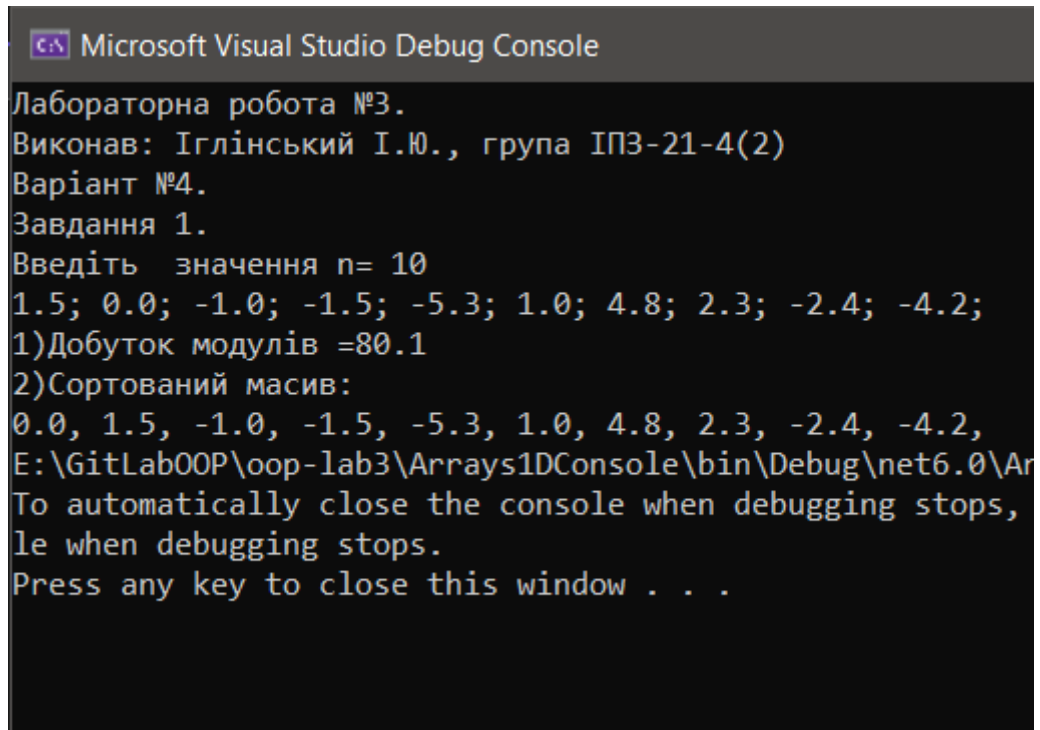 Microsoft Visual Studio Debug Console
Лабораторна робота №3.
Виконав: Іглінський І.Ю., група ІПЗ-21-4(2)
Варіант №4.
Завдання 1.
Введіть  значення n= 10
1.5; 0.0; -1.0; -1.5; -5.3; 1.0; 4.8; 2.3; -2.4; -4.2;
1)Добуток модулів =80.1
2)Сортований масив:
0.0, 1.5, -1.0, -1.5, -5.3, 1.0, 4.8, 2.3, -2.4, -4.2,
E:\GitLabOOP\oop-lab3\Arrays1DConsole\bin\Debug\net6.0\Ar
To automatically close the console when debugging stops,
le when debugging stops.
Press any key to close this window . . .